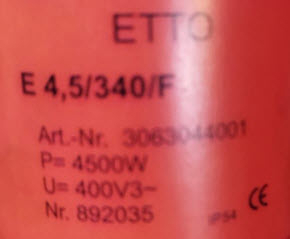 ETTO
E 4,5/340/F
Art.-Nr. 3063044001
P= 4500W
U= 400V3~
Nr. 892035 IP54 CE